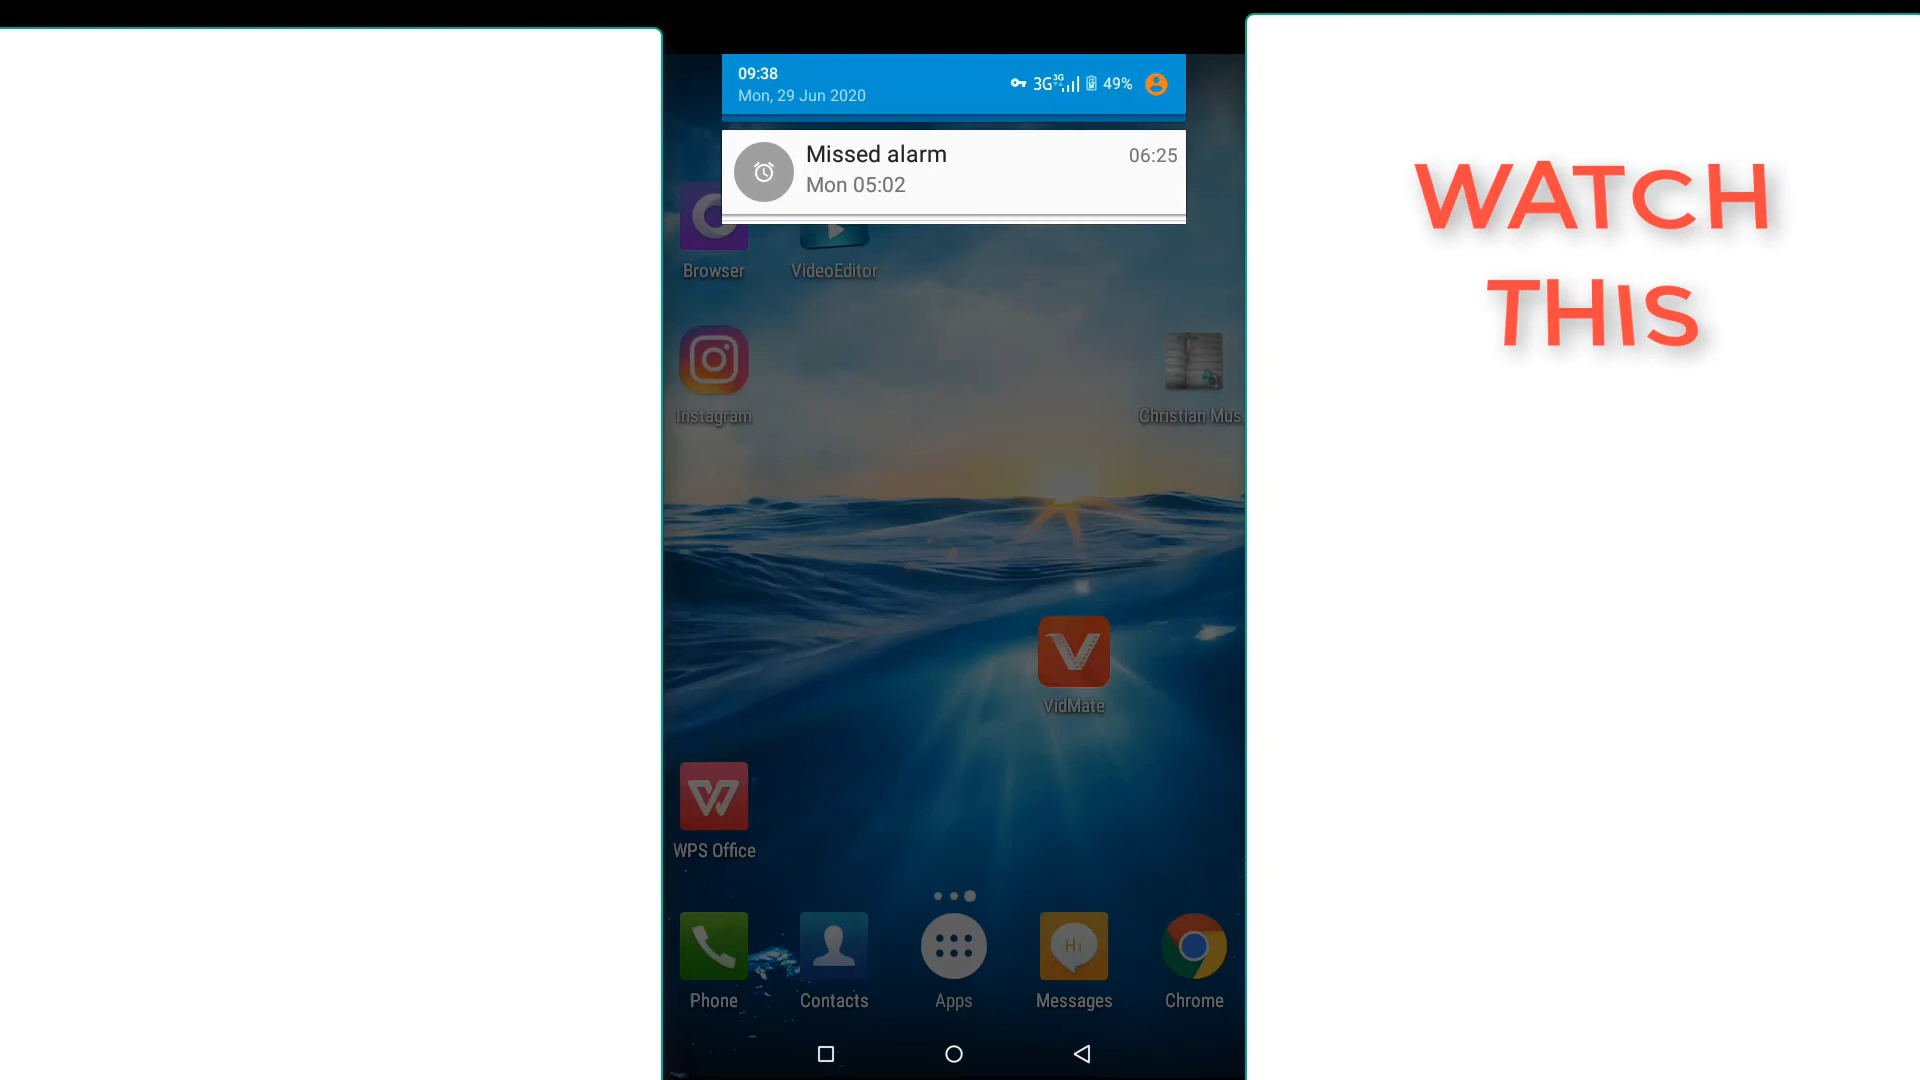 09:38
Mon, 29 Jun 2020
3G 3G 49%
Missed alarm
06:25
Mon 05:02
Browser
VideoEditor
Instagram
Christian Mus
VidMate
WPS Office
Hi
Phone
Contacts
Apps
Messages
Chrome
WATCH
THIS